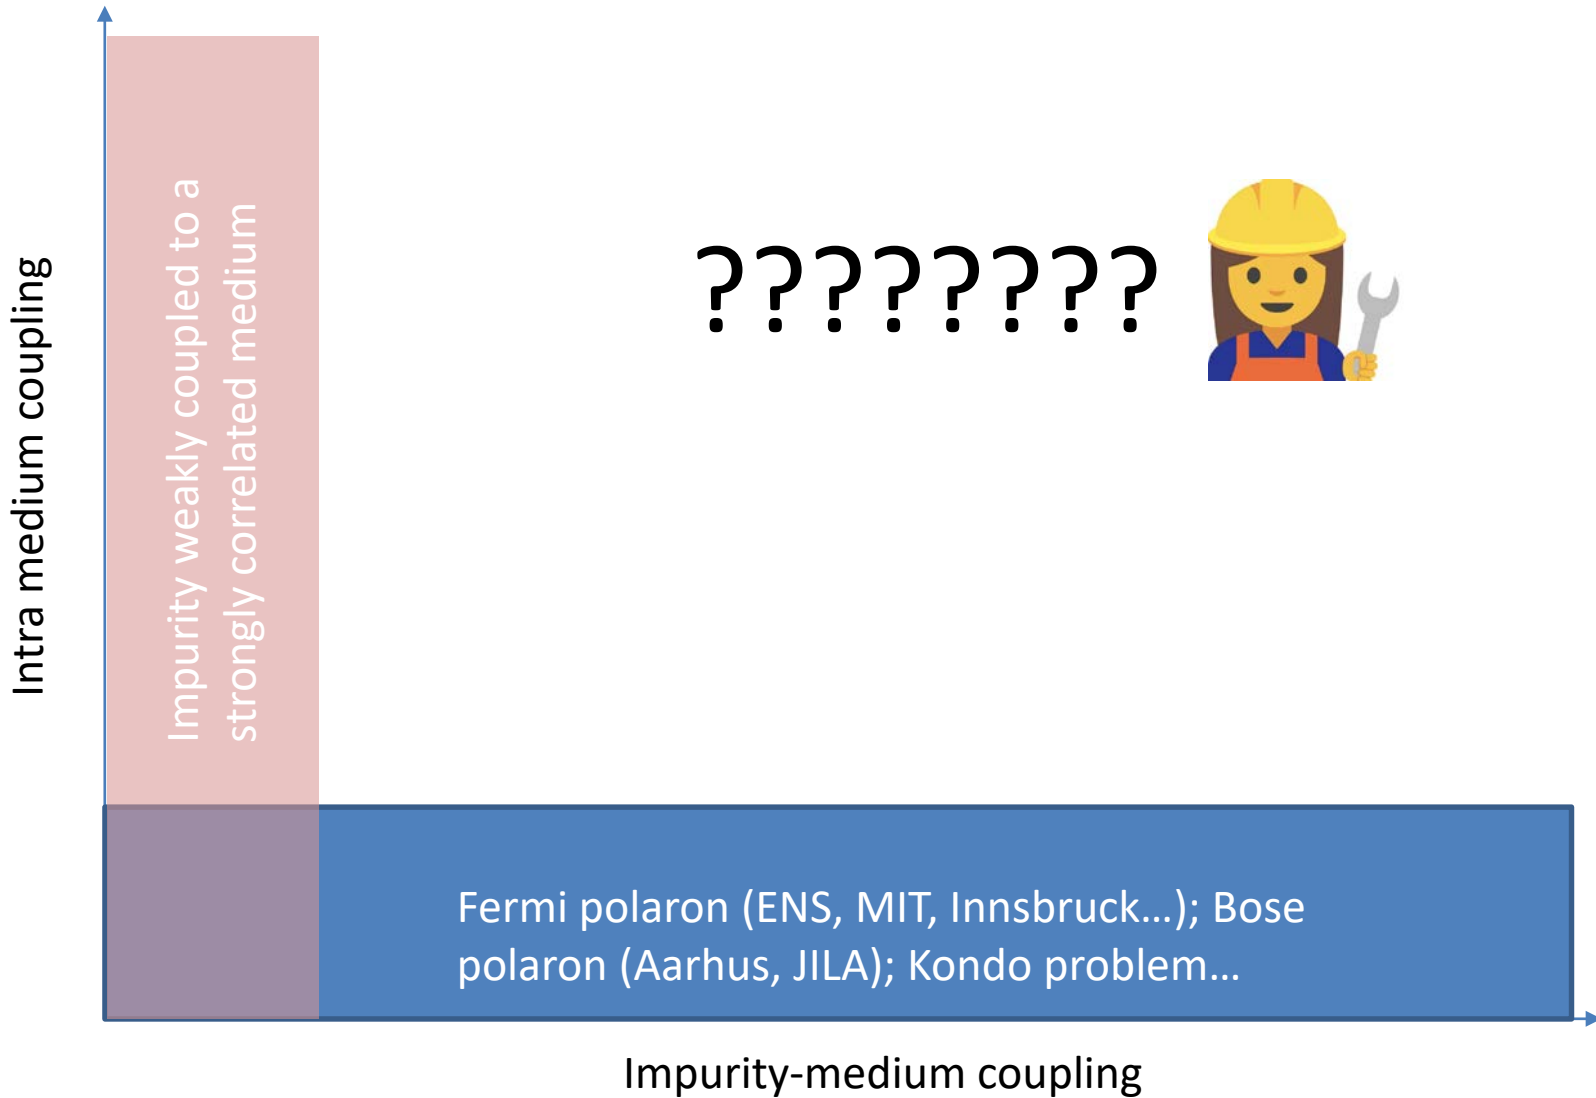 Intra medium coupling
Impurity weakly coupled to a
strongly correlated medium
????????
Fermi polaron (ENS, MIT, Innsbruck…); Bose
polaron (Aarhus, JILA); Kondo problem…
Impurity-medium coupling